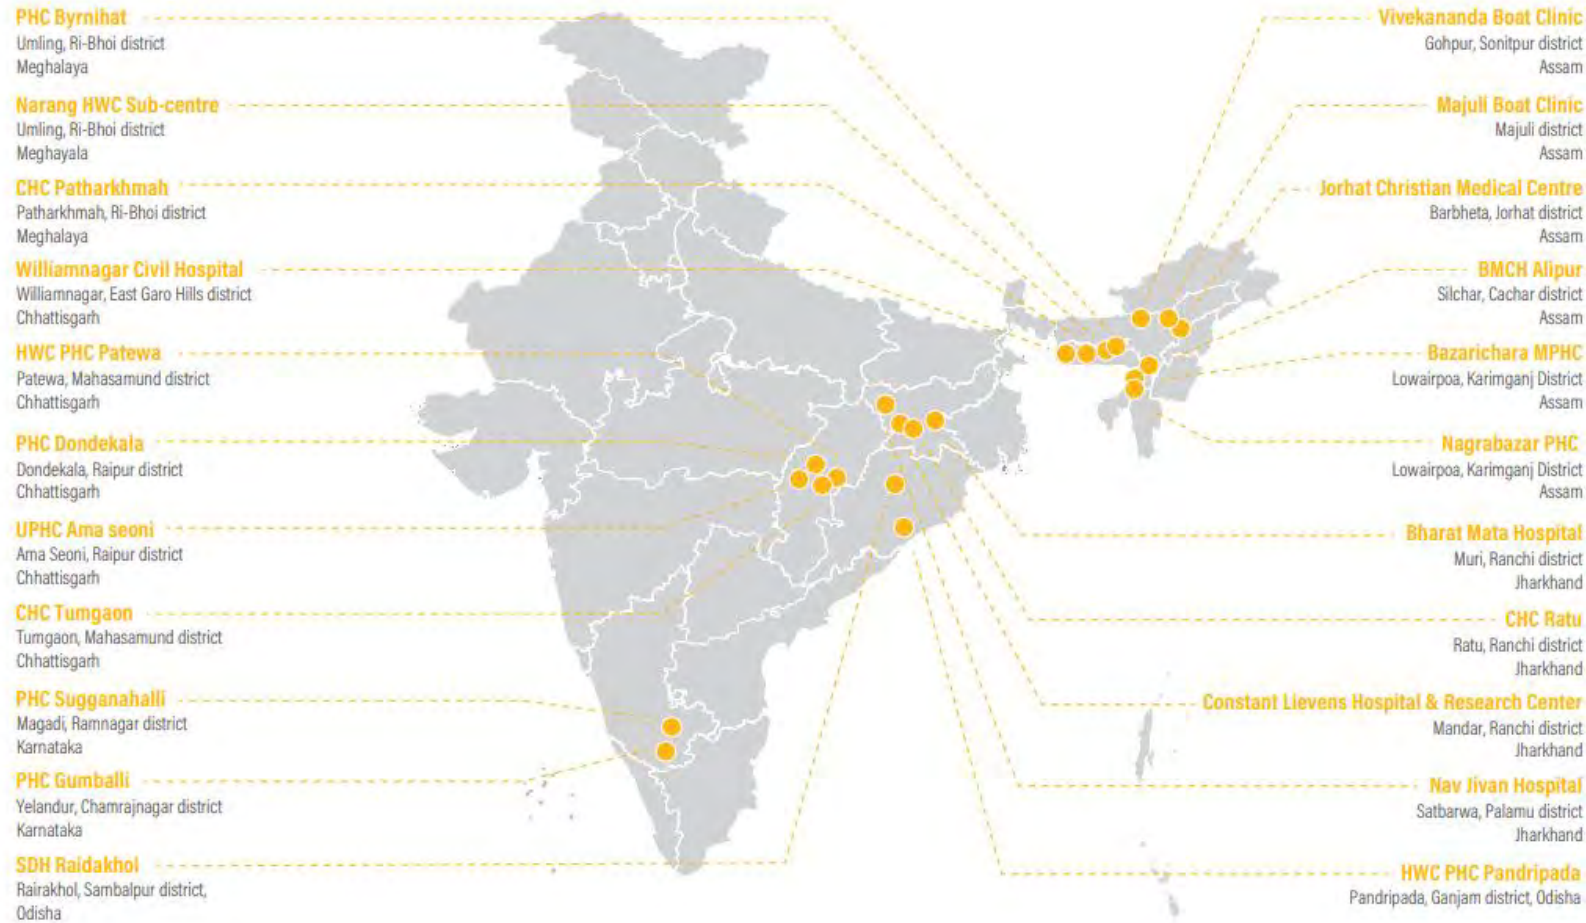 PHC Byrnihat
Umling, Ri-Bhoi district
Meghalaya
Narang HWC Sub-centre
Umling, Ri-Bhoi district
Meghayala
CHC Patharkhmah
Patharkhmah, Ri-Bhoi district
Meghalaya
Williamnagar Civil Hospital
Williamnagar, East Garo Hills district
Chhattisgarh
HWC PHC Patewa
Patewa, Mahasamund district
Chhattisgarh
PHC Dondekala
Dondekala, Raipur district
Chhattisgarh
UPHC Ama seoni
Ama Seoni, Raipur district
Chhattisgarh
CHC Tumgaon
Tumgaon, Mahasamund district
Chhattisgarh
PHC Sugganahalli
Magadi, Ramnagar district
Karnataka
PHC Gumballi
Yelandur, Chamrajnagar district
Karnataka
SDH Raidakhol
Rairakhol, Sambalpur district,
Odisha
Vivekananda Boat Clinic
Gohpur, Sonitpur district
Assam
Majuli Boat Clinic
Majuli district
Assam
Jorhat Christian Medical Centre
Barbheta, Jorhat district
Assam
BMCH Alipur
Silchar, Cachar district
Assam
Bazarichara MPHC
Lowairpoa, Karimganj District
Assam
Nagrabazar PHC
Lowairpoa, Karimganj District
Assam
Bharat Mata Hospital
Muri, Ranchi district
Jharkhand
CHC Ratu
Ratu, Ranchi district
Jharkhand
Constant Lievens Hospital & Research Center
Mandar, Ranchi district
Jharkhand
Nav Jivan Hospital
Satbarwa, Palamu district
Jharkhand
HWC PHC Pandripada
Pandripada, Ganjam district, Odisha